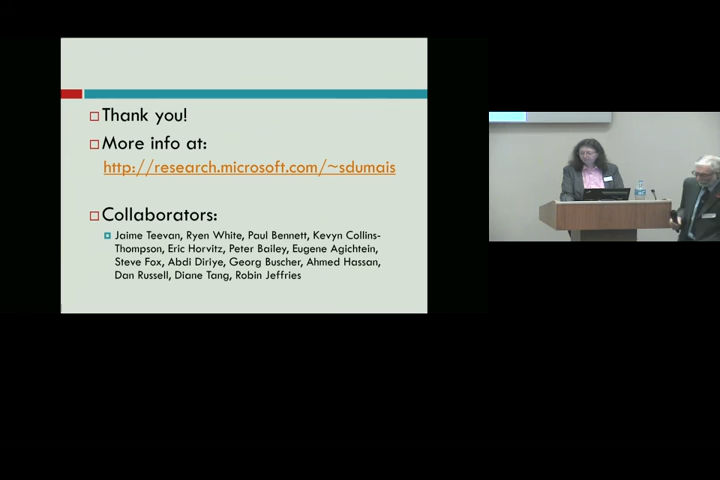 Thank you!
More info at:
http://research.microsoft.com/~sdumais
Collaborators:
Jaime Teevan, Ryen White, Paul Bennett, Kevyn Collins-
Thompson, Eric Horvitz, Peter Bailey, Eugene Agichtein,
Steve Fox, Abdi Diriye, Georg Buscher, Ahmed Hassan,
Dan Russell, Diane Tang, Robin Jeffries